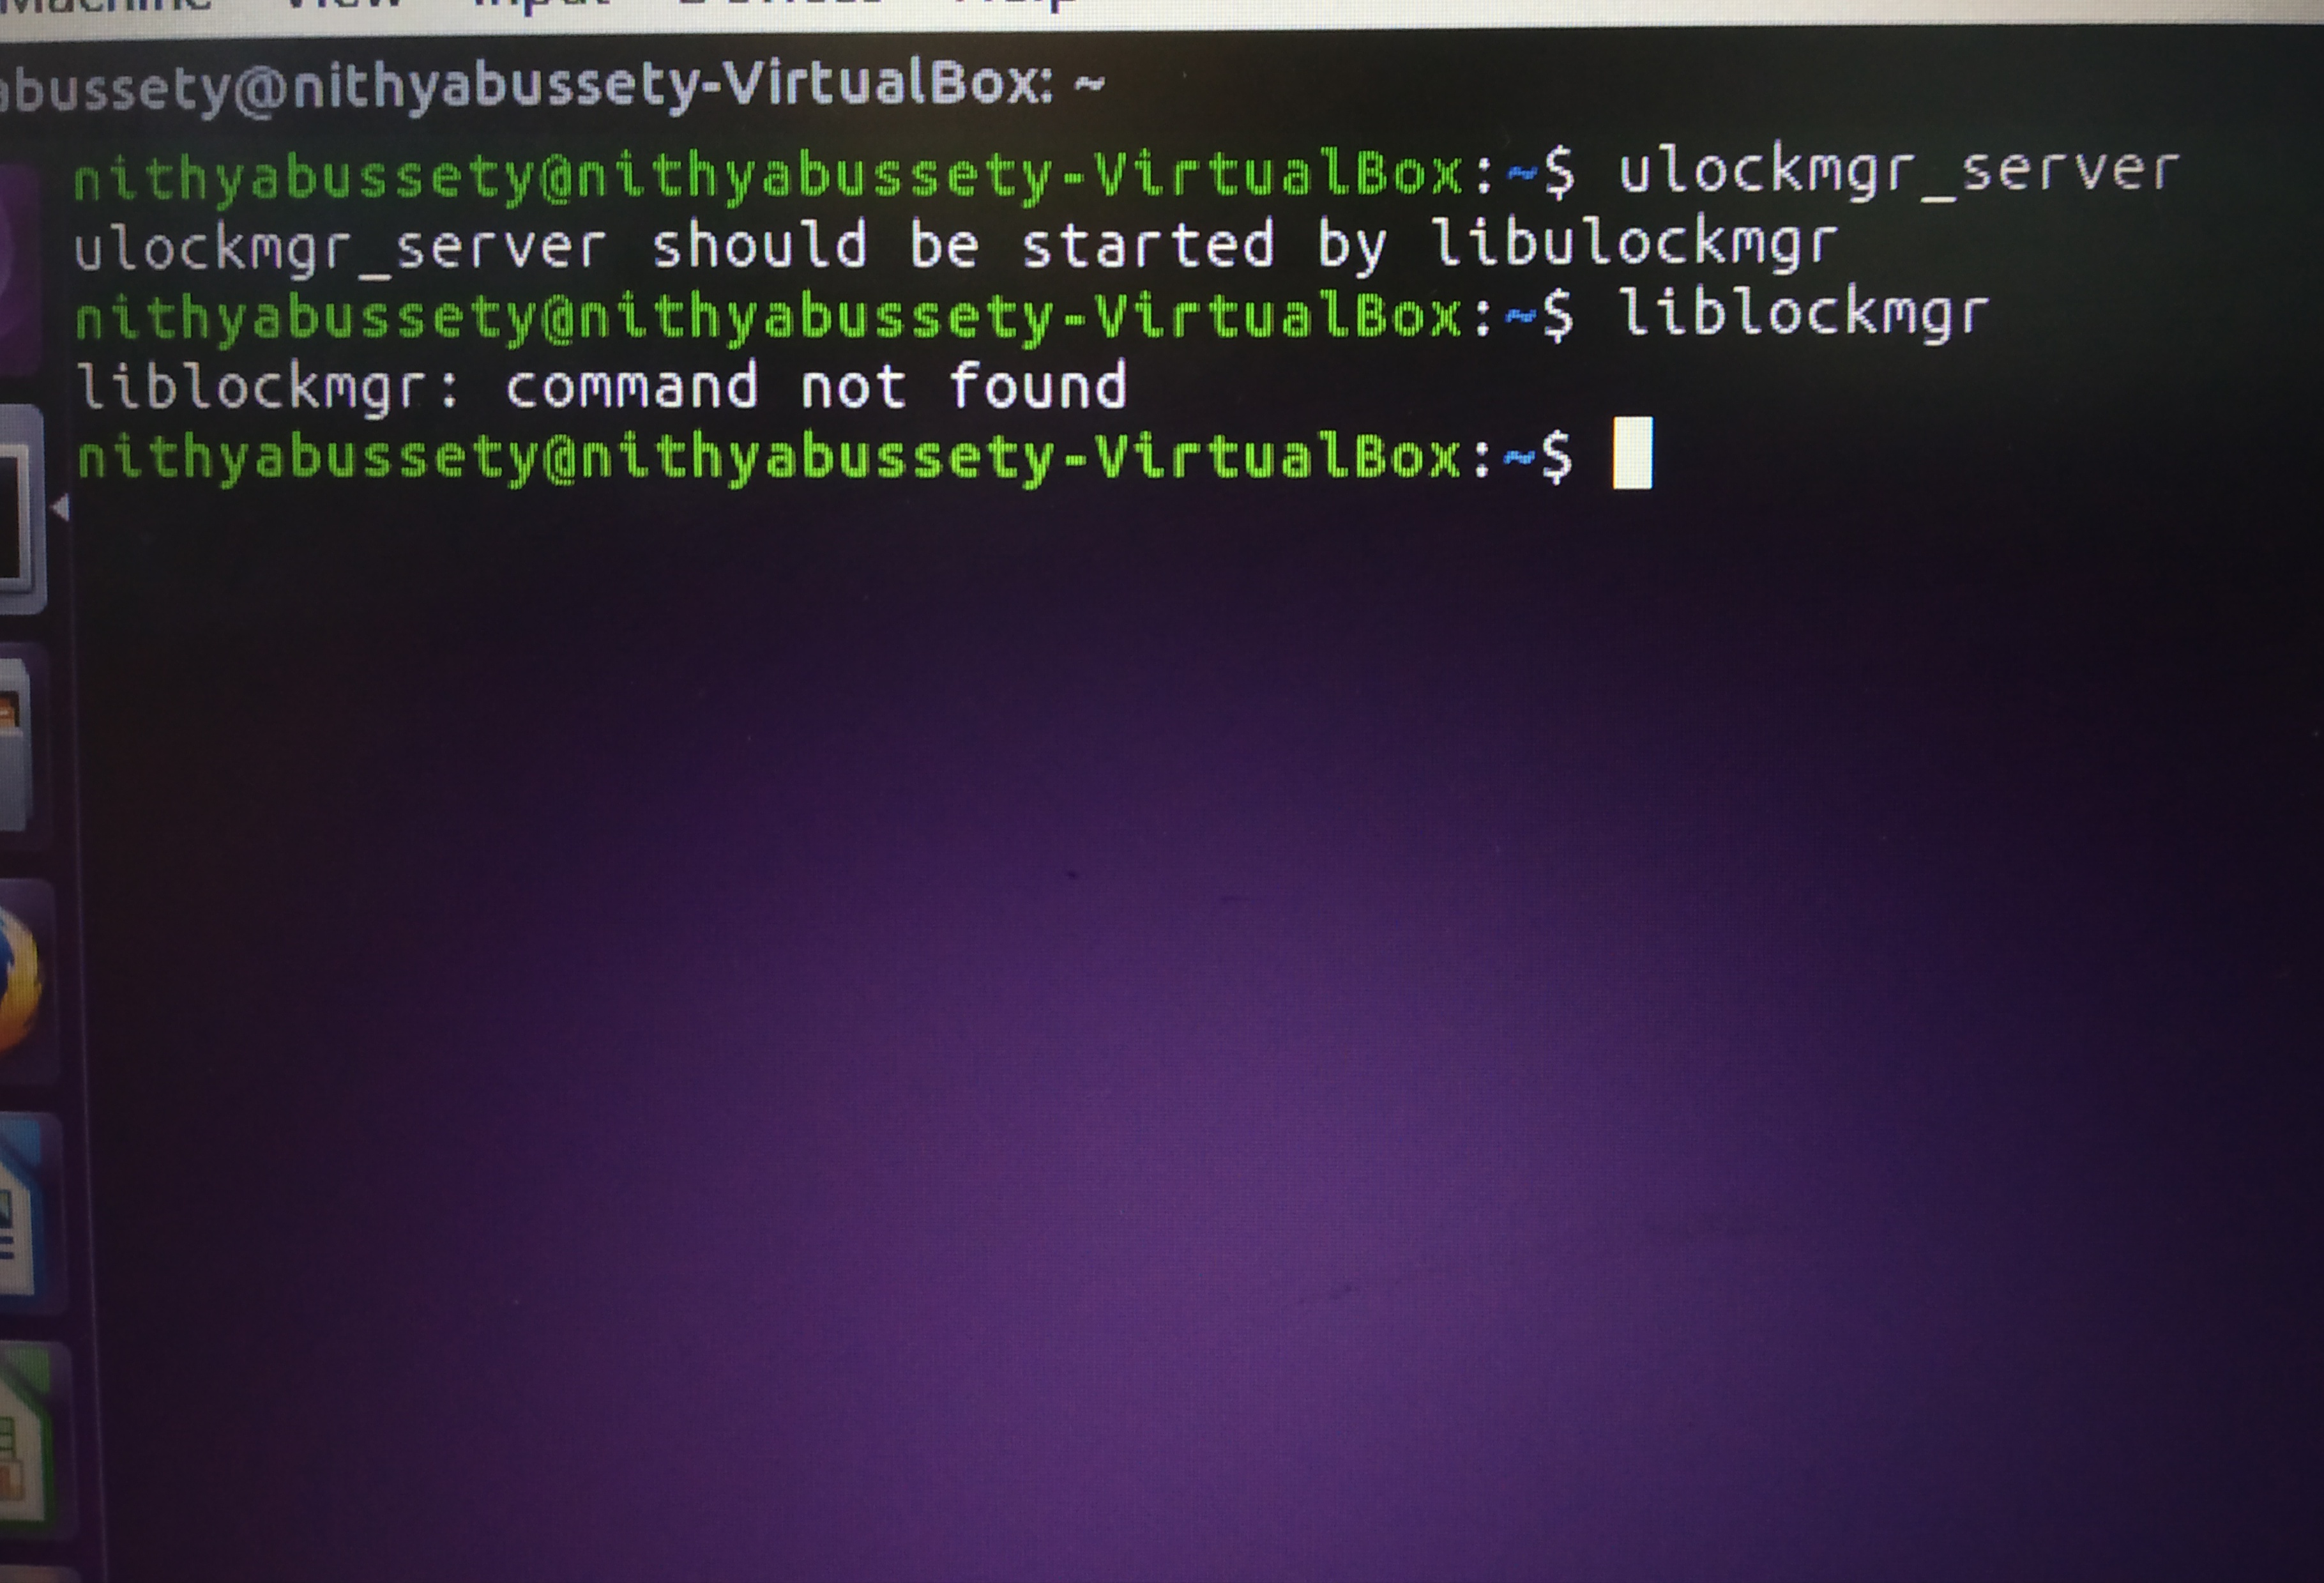 Machine View Input Devices Help
abussety@nithyabussety-VirtualBox: ~
nithyabussety@nithyabussety-VirtualBox:~$ ulockmgr_server
ulockmgr_server should be started by libulockmgr
nithyabussety@nithyabussety-VirtualBox:~$ liblockmgr
liblockmgr: command not found
nithyabussety@nithyabussety-VirtualBox:~$